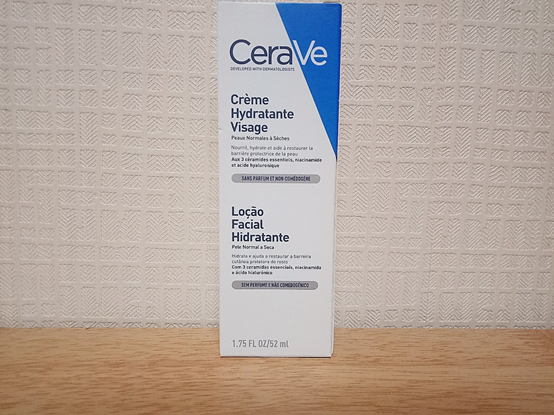 CeraVe
DEVELOPED WITH DERMATOLOGISTS
Crème
Hydratante
Visage
Peaux Normales à Sèches
Nourrit, hydrate et aide à restaurer la
barrière protectrice de la peau
Aux 3 céramides essentiels, niacinamide
et acide hyaluronique
SANS PARFUM ET NON-COMÉDOGÈNE
Loção
Facial
Hidratante
Pele Normal a Seca
Hidrata e ajuda a restaurar a barreira
cutânea protetora do rosto
Com 3 ceramidas essenciais, niacinamida
e ácido hialurónico
SEM PERFUME E NÃO COMEDOGÉNICO
1.75 FL OZ/52 ml